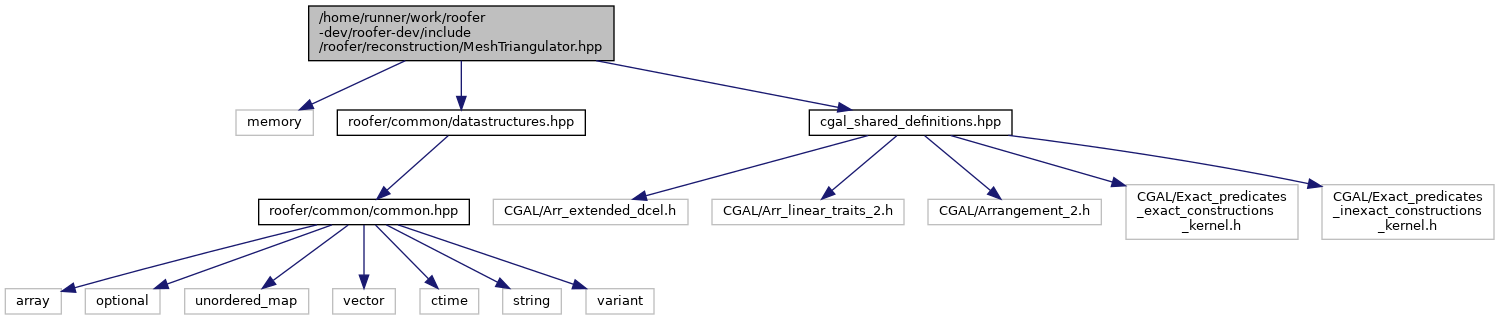 /home/runner/work/roofer
-dev/roofer-dev/include
/roofer/reconstruction/MeshTriangulator.hpp
memory
roofer/common/datastructures.hpp
cgal_shared_definitions.hpp
roofer/common/common.hpp
CGAL/Arr_extended_dcel.h
CGAL/Arr_linear_traits_2.h
CGAL/Arrangement_2.h
CGAL/Exact_predicates
_exact_constructions
_kernel.h
CGAL/Exact_predicates
_inexact_constructions
_kernel.h
array
optional
unordered_map
vector
ctime
string
variant